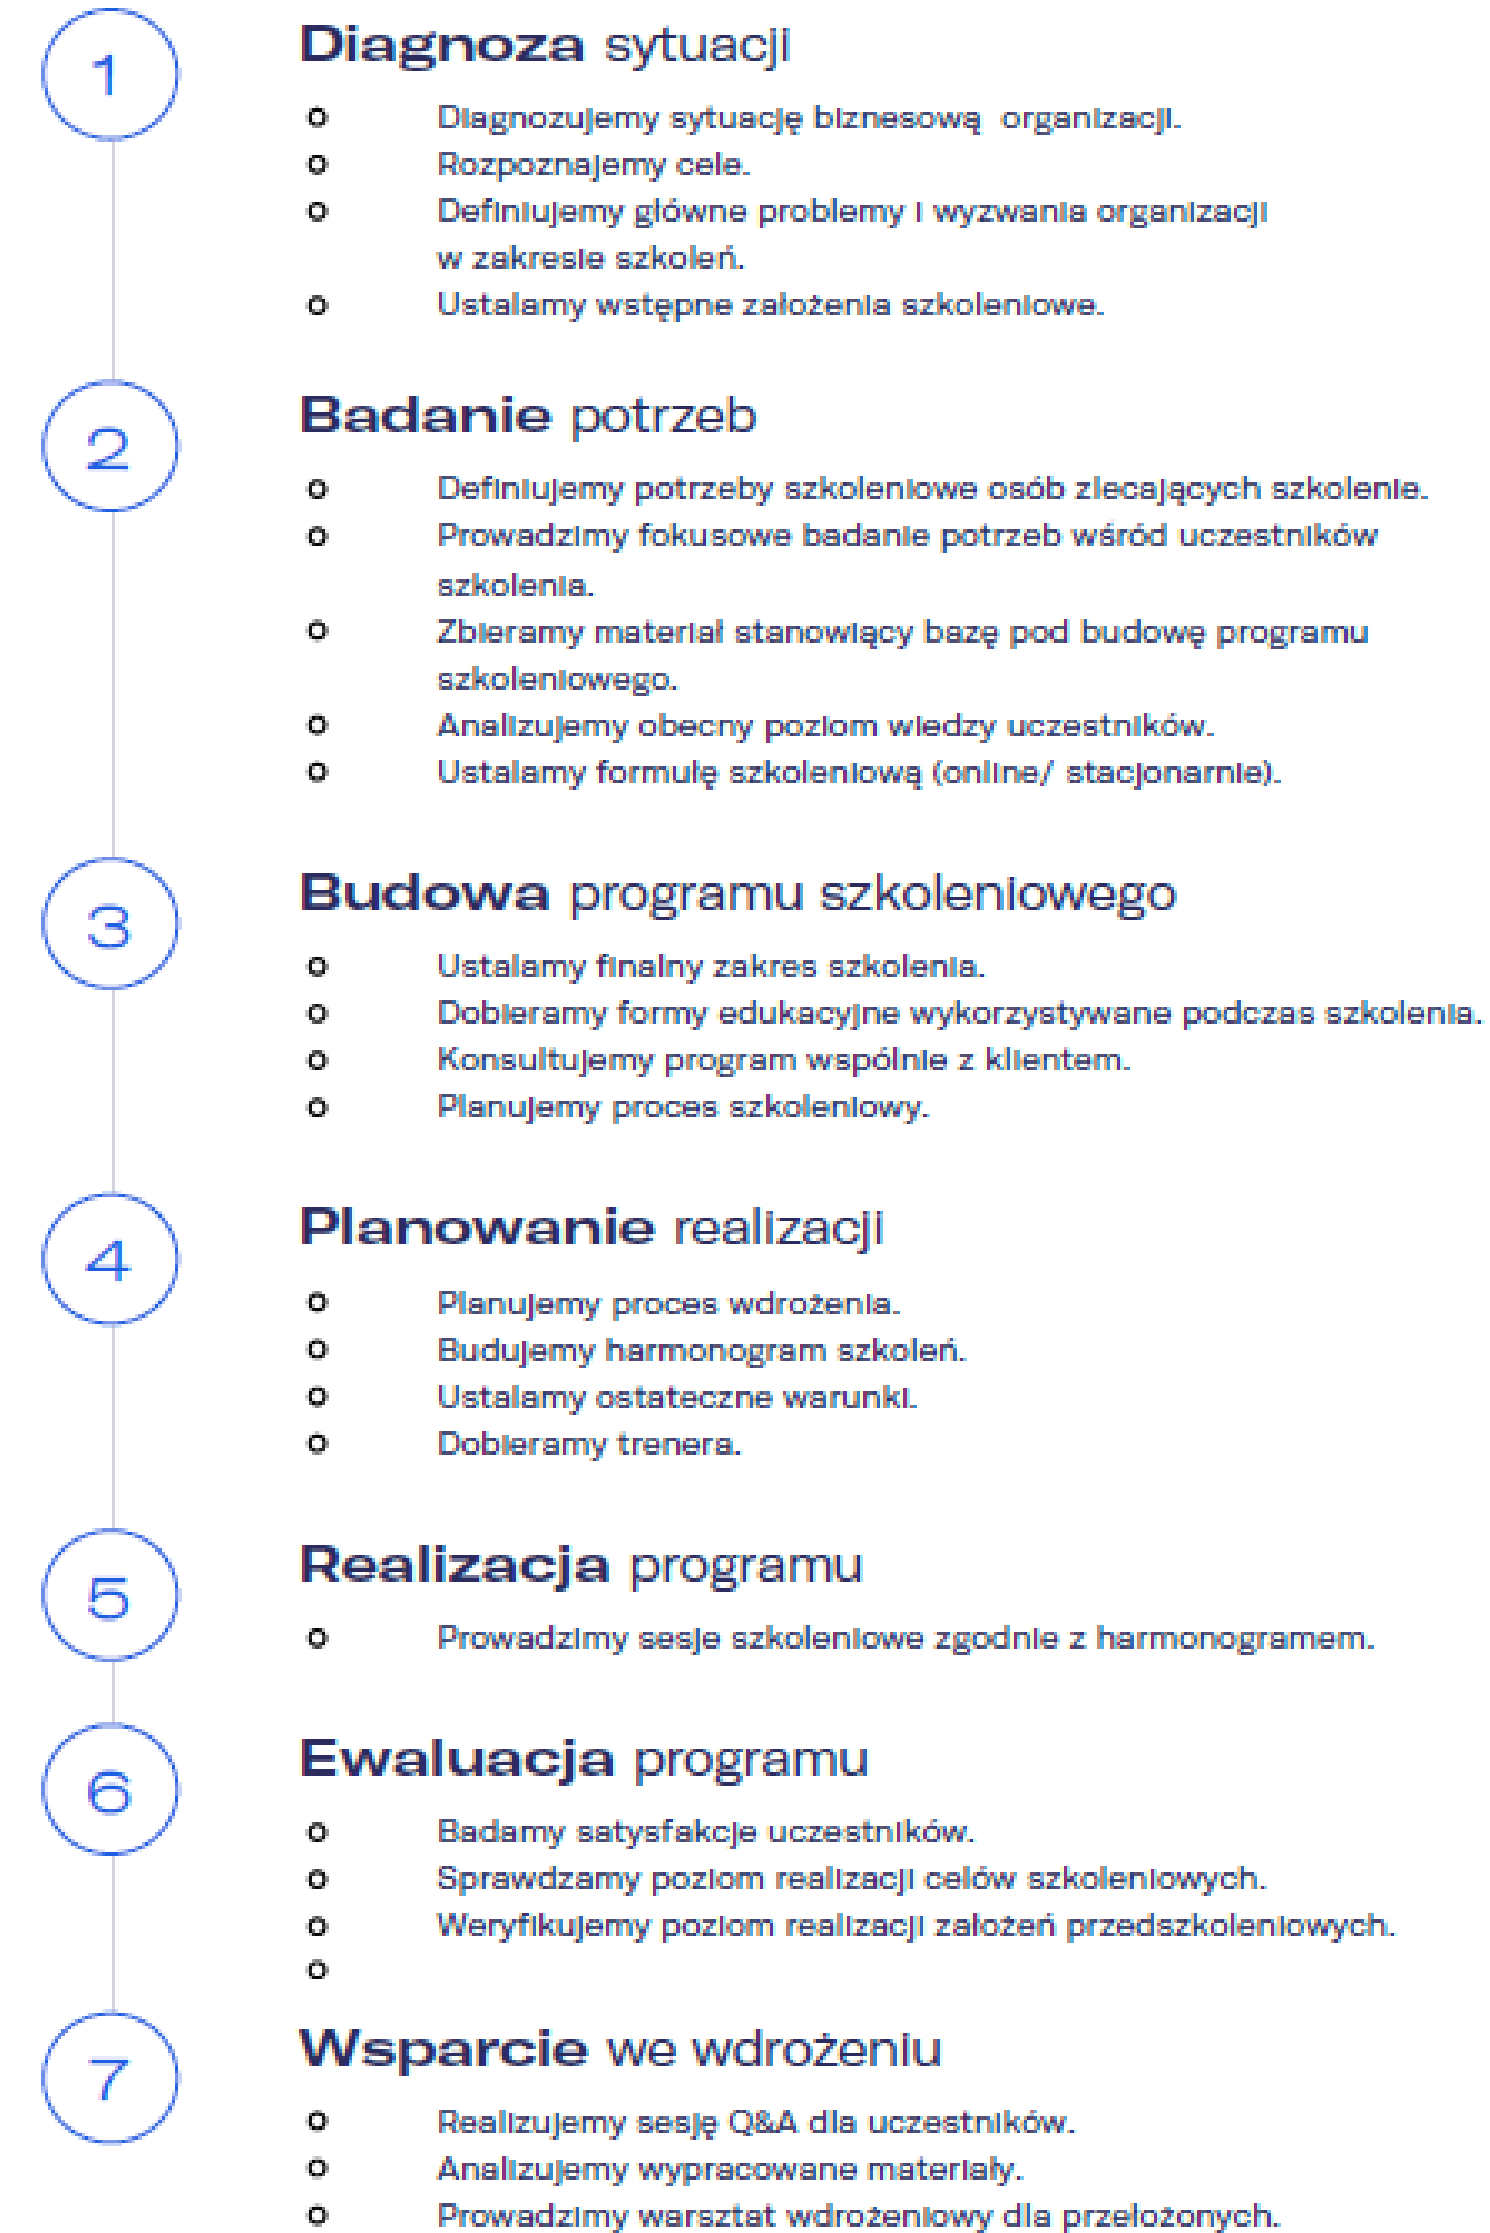 1
Diagnoza sytuacji
Diagnozujemy sytuację biznesową organizacji.
Rozpoznajemy cele.
Definiujemy główne problemy i wyzwania organizacji
w zakresie szkoleń.
Ustalamy wstępne założenia szkoleniowe.
2
Badanie potrzeb
Definiujemy potrzeby szkoleniowe osób zlecających szkolenie.
Prowadzimy fokusowe badanie potrzeb wśród uczestników
szkolenia.
Zbieramy materiał stanowiący bazę pod budowę programu
szkoleniowego.
Analizujemy obecny poziom wiedzy uczestników.
Ustalamy formułę szkoleniową (online/ stacjonarnie).
3
Budowa programu szkoleniowego
Ustalamy finalny zakres szkolenia.
Dobieramy formy edukacyjne wykorzystywane podczas szkolenia.
Konsultujemy program wspólnie z klientem.
Planujemy proces szkoleniowy.
4
Planowanie realizacji
Planujemy proces wdrożenia.
Budujemy harmonogram szkoleń.
Ustalamy ostateczne warunki.
Dobieramy trenera.
5
Realizacja programu
Prowadzimy sesje szkoleniowe zgodnie z harmonogramem.
6
Ewaluacja programu
Badamy satysfakcje uczestników.
Sprawdzamy poziom realizacji celów szkoleniowych.
Weryfikujemy poziom realizacji założeń przedszkoleniowych.
7
Wsparcie we wdrożeniu
Realizujemy sesję Q&A dla uczestników.
Analizujemy wypracowane materiały.
Prowadzimy warsztat wdrożeniowy dla przełożonych.